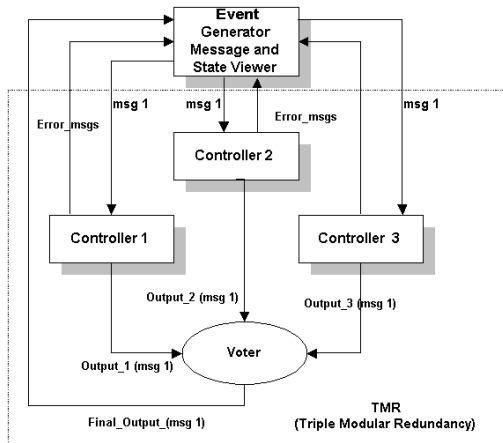 Event
Generator
Message and
State Viewer
msg 1
msg 1
msg 1
Error_msgs
Error_msgs
Controller 2
Controller 1
Controller 3
Output_2 (msg 1)
Output_3 (msg 1)
Voter
Output_1 (msg 1)
Final_Output_(msg 1)
TMR
(Triple Modular Redundancy)